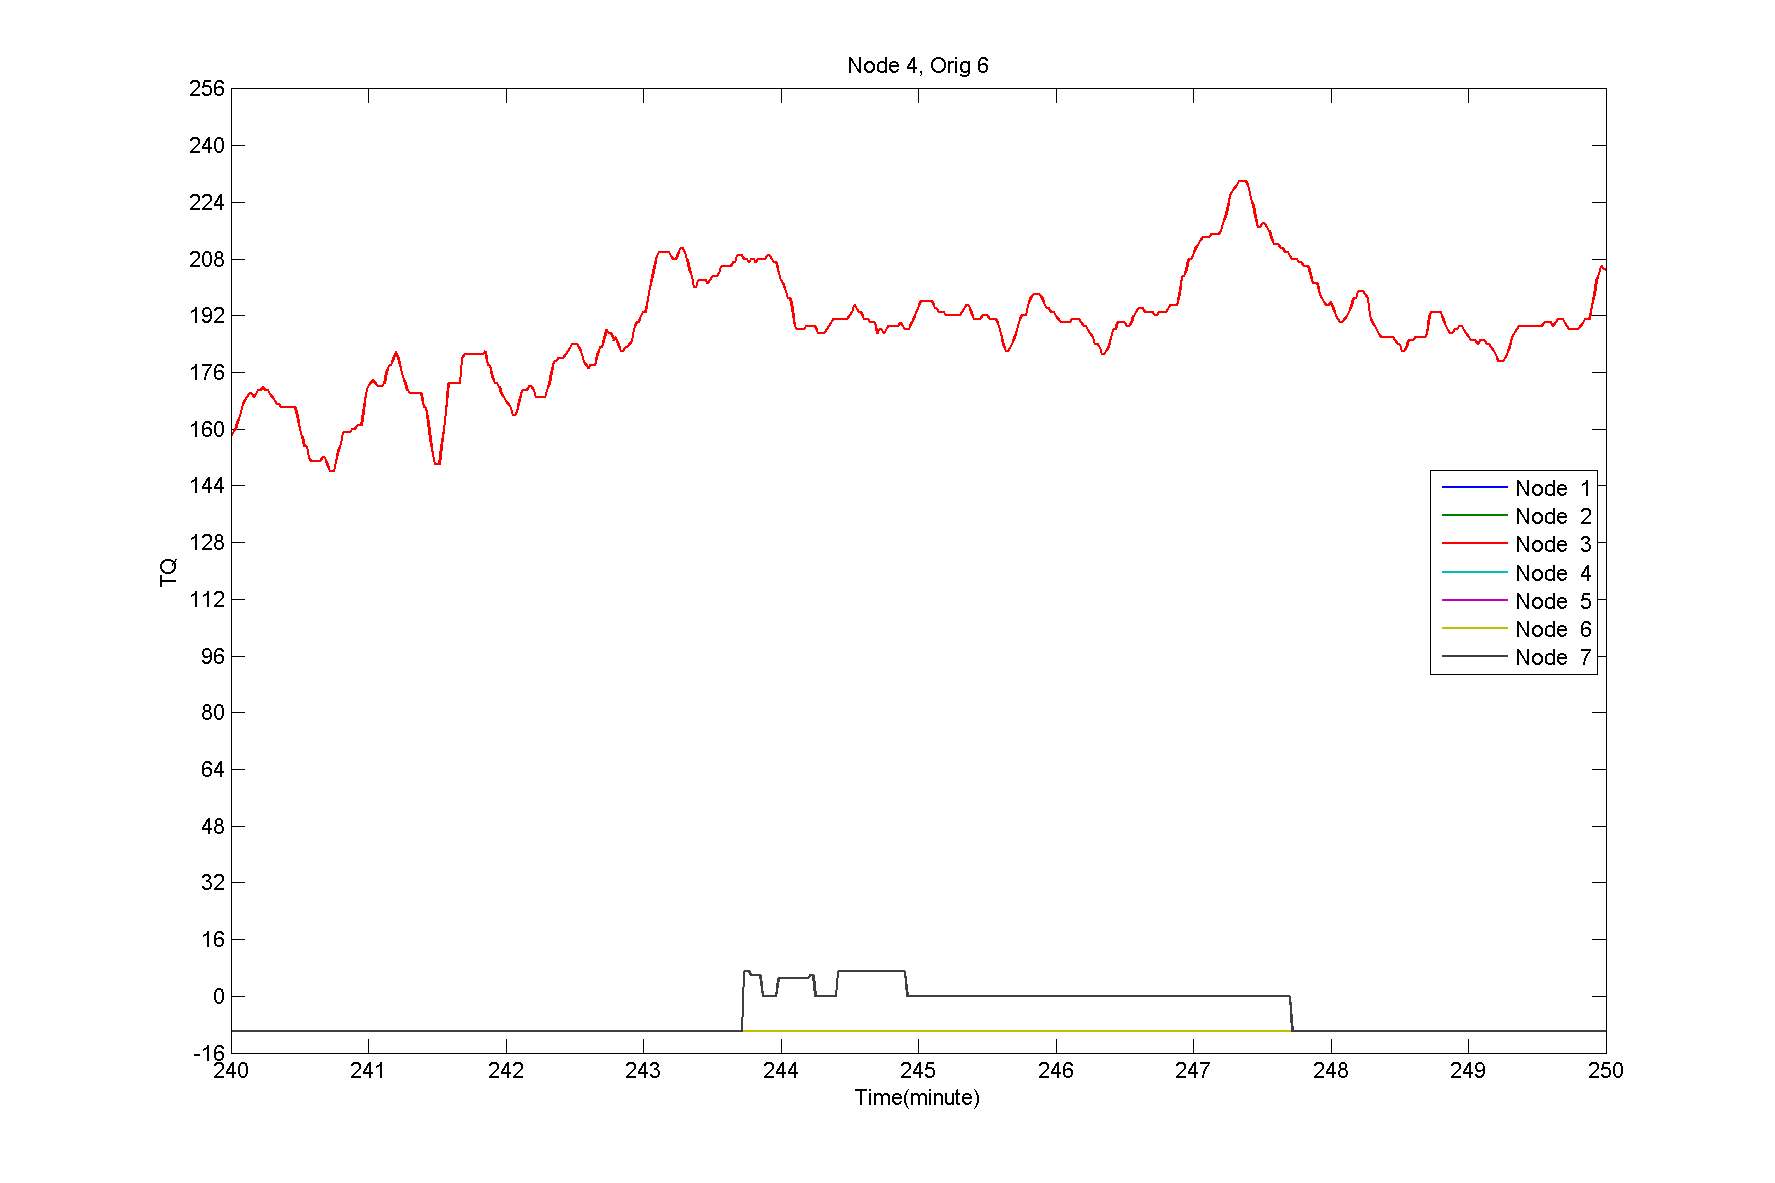 Node 4, Orig 6
256
240
224
208
192
176
160
144
128
112
96
80
64
48
32
16
0
-16
TQ
Node 1
Node 2
Node 3
Node 4
Node 5
Node 6
Node 7
240 241 242 243 244 245 246 247 248 249 250
Time(minute)